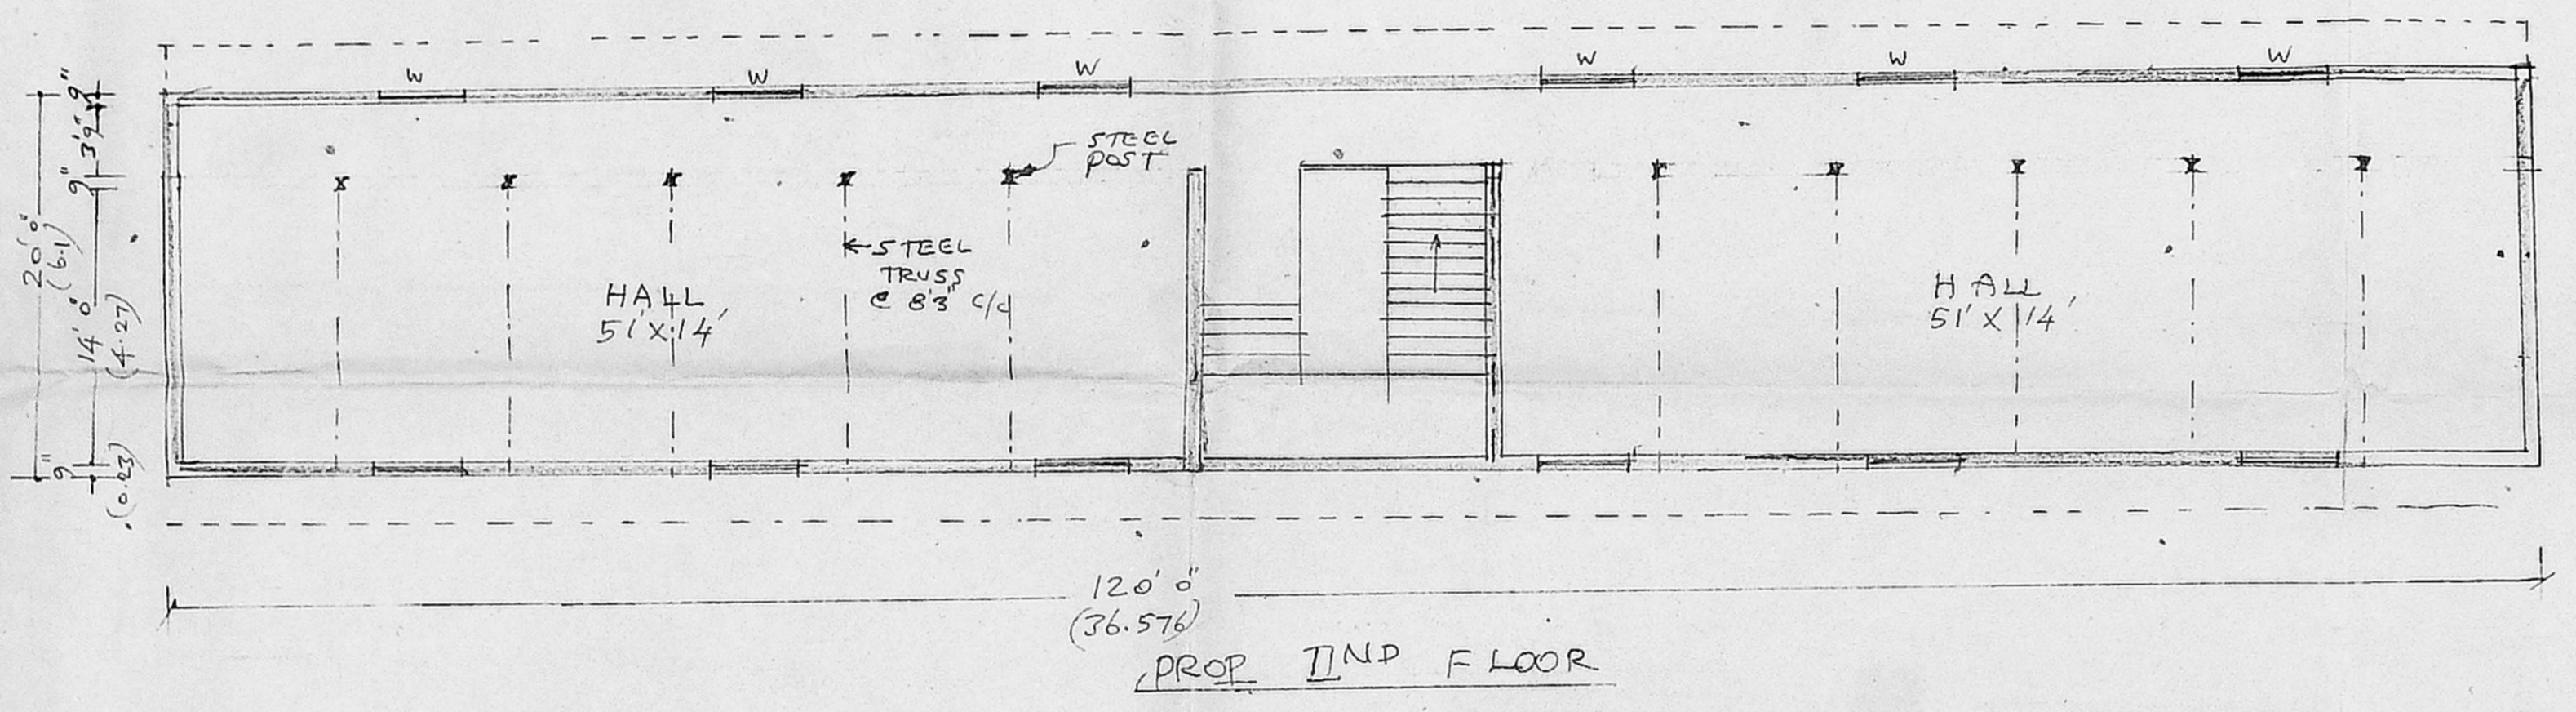 W
W
W
W
W
W
STEEL
POST
STEEL
TRUSS
@ 8'3" C/C
HALL
51'X14'
HALL
51'X14'
9"
3'9"
9"
20'0"
(6.1)
14'0"
(4.27)
9"
(0.23)
120'0"
(36.576)
PROP IIND FLOOR